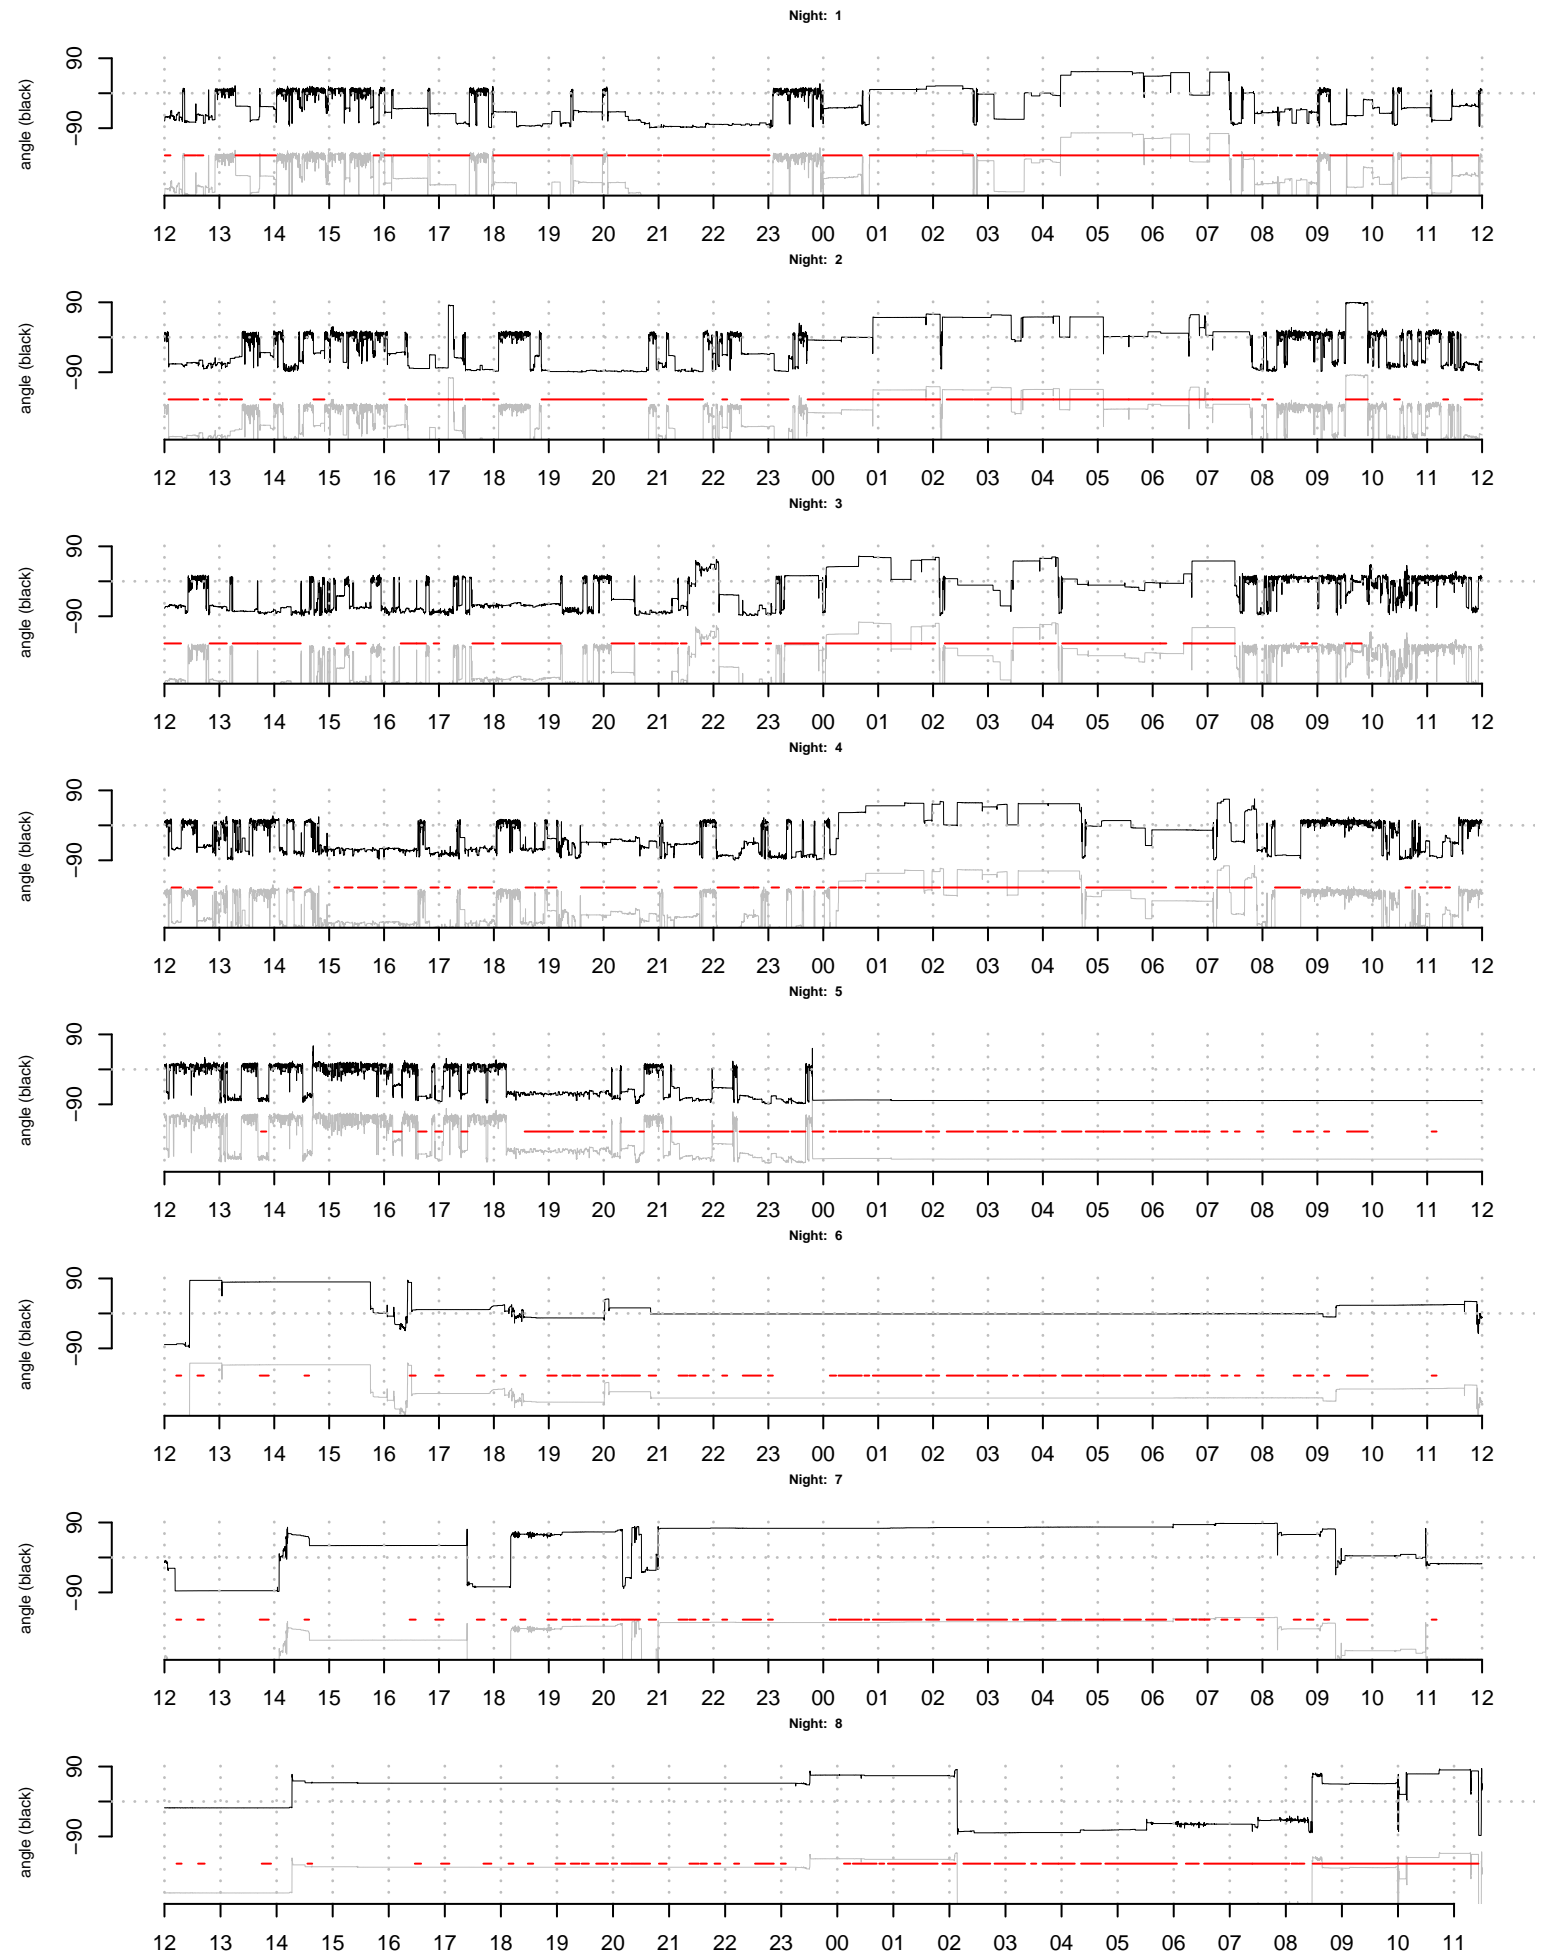 Night: 1
angle (black)
90
-90
12 13 14 15 16 17 18 19 20 21 22 23 00 01 02 03 04 05 06 07 08 09 10 11 12
Night: 2
angle (black)
90
-90
12 13 14 15 16 17 18 19 20 21 22 23 00 01 02 03 04 05 06 07 08 09 10 11 12
Night: 3
angle (black)
90
-90
12 13 14 15 16 17 18 19 20 21 22 23 00 01 02 03 04 05 06 07 08 09 10 11 12
Night: 4
angle (black)
90
-90
12 13 14 15 16 17 18 19 20 21 22 23 00 01 02 03 04 05 06 07 08 09 10 11 12
Night: 5
angle (black)
90
-90
12 13 14 15 16 17 18 19 20 21 22 23 00 01 02 03 04 05 06 07 08 09 10 11 12
Night: 6
angle (black)
90
-90
12 13 14 15 16 17 18 19 20 21 22 23 00 01 02 03 04 05 06 07 08 09 10 11 12
Night: 7
angle (black)
90
-90
12 13 14 15 16 17 18 19 20 21 22 23 00 01 02 03 04 05 06 07 08 09 10 11 12
Night: 8
angle (black)
90
-90
12 13 14 15 16 17 18 19 20 21 22 23 00 01 02 03 04 05 06 07 08 09 10 11